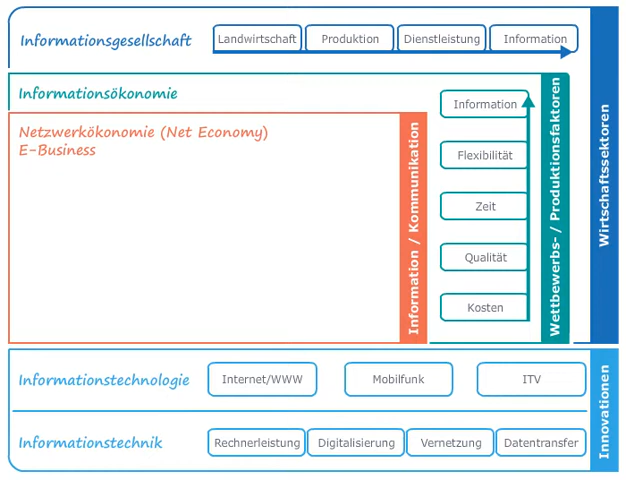 Informationsgesellschaft
Landwirtschaft
Produktion
Dienstleistung
Information
Informationsökonomie
Netzwerkökonomie (Net Economy)
E-Business
Information / Kommunikation
Information
Flexibilität
Zeit
Qualität
Kosten
Wettbewerbs- / Produktionsfaktoren
Wirtschaftssektoren
Informationstechnologie
Internet/WWW
Mobilfunk
ITV
Informationstechnik
Rechnerleistung
Digitalisierung
Vernetzung
Datentransfer
Innovationen